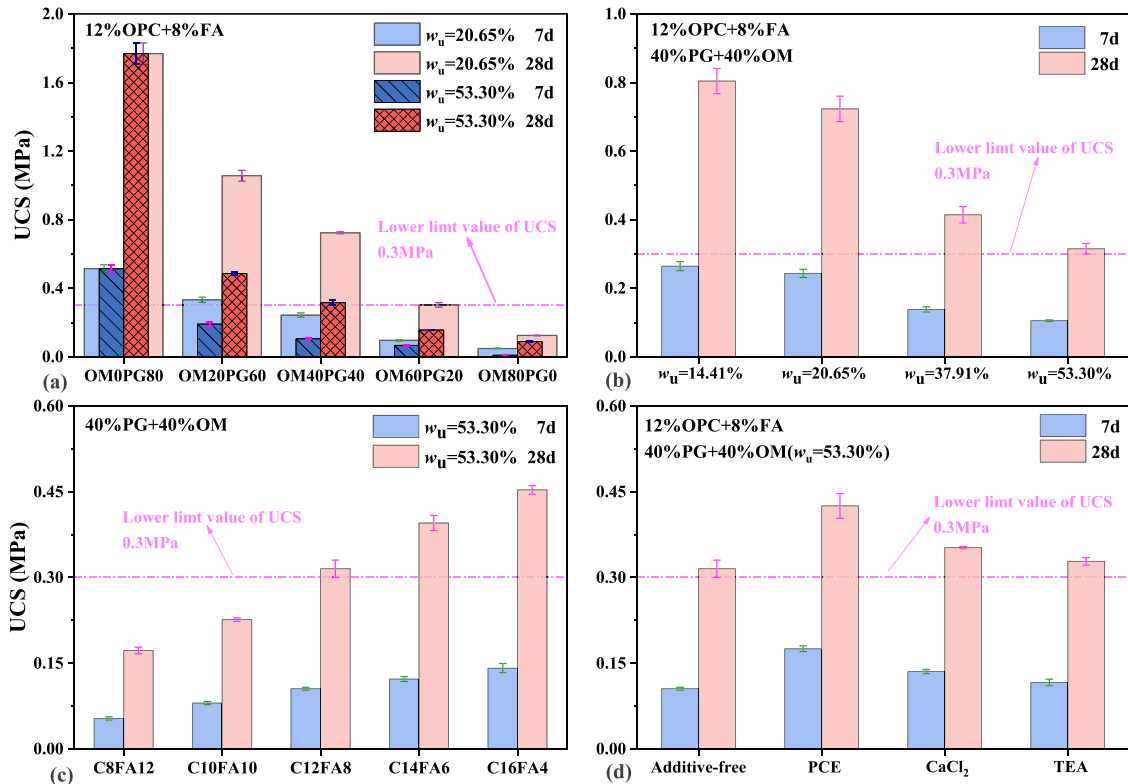 12%OPC+8%FA
wᵤ=20.65% 7d
wᵤ=20.65% 28d
wᵤ=53.30% 7d
wᵤ=53.30% 28d
Lower limt value of UCS
0.3MPa
UCS (MPa)
2.0
1.6
1.2
0.8
0.4
0.0
OM0PG80 OM20PG60 OM40PG40 OM60PG20 OM80PG0
(a)
12%OPC+8%FA
40%PG+40%OM
7d
28d
Lower limt value of UCS
0.3MPa
1.0
0.8
0.6
0.4
0.2
0.0
wᵤ=14.41% wᵤ=20.65% wᵤ=37.91% wᵤ=53.30%
(b)
40%PG+40%OM
wᵤ=53.30% 7d
wᵤ=53.30% 28d
Lower limt value of UCS
0.3MPa
UCS (MPa)
0.60
0.45
0.30
0.15
0.00
C8FA12 C10FA10 C12FA8 C14FA6 C16FA4
(c)
12%OPC+8%FA
40%PG+40%OM(wᵤ=53.30%)
7d
28d
Lower limt value of UCS
0.3MPa
0.60
0.45
0.30
0.15
0.00
Additive-free PCE CaCl₂ TEA
(d)